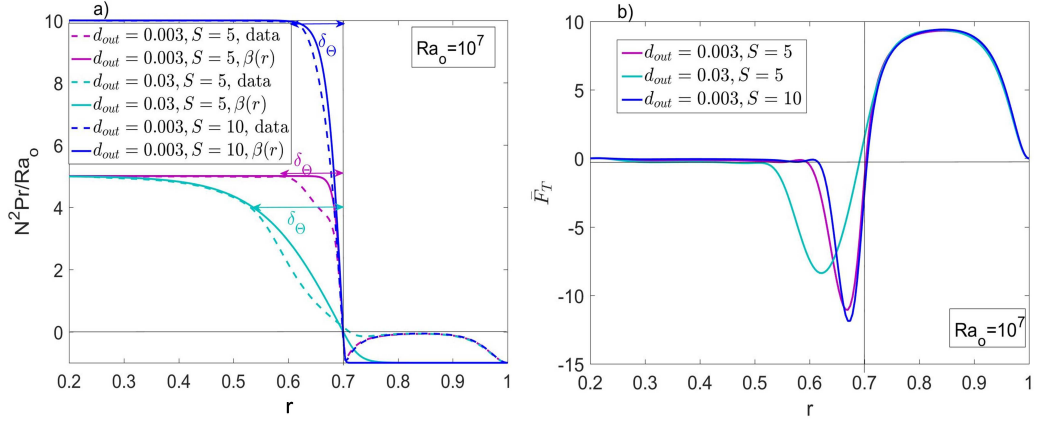 a)
10
8
6
4
2
0
N²Pr/Raₒ
d_out = 0.003, S = 5, data
d_out = 0.003, S = 5, β(r)
d_out = 0.03, S = 5, data
d_out = 0.03, S = 5, β(r)
d_out = 0.003, S = 10, data
d_out = 0.003, S = 10, β(r)
δ_Θ
Raₒ=10⁷
δ_Θ
δ_Θ
0.2 0.3 0.4 0.5 0.6 0.7 0.8 0.9 1
r
b)
10
5
0
-5
-10
-15
F̄_T
d_out = 0.003, S = 5
d_out = 0.03, S = 5
d_out = 0.003, S = 10
Raₒ=10⁷
0.2 0.3 0.4 0.5 0.6 0.7 0.8 0.9 1
r